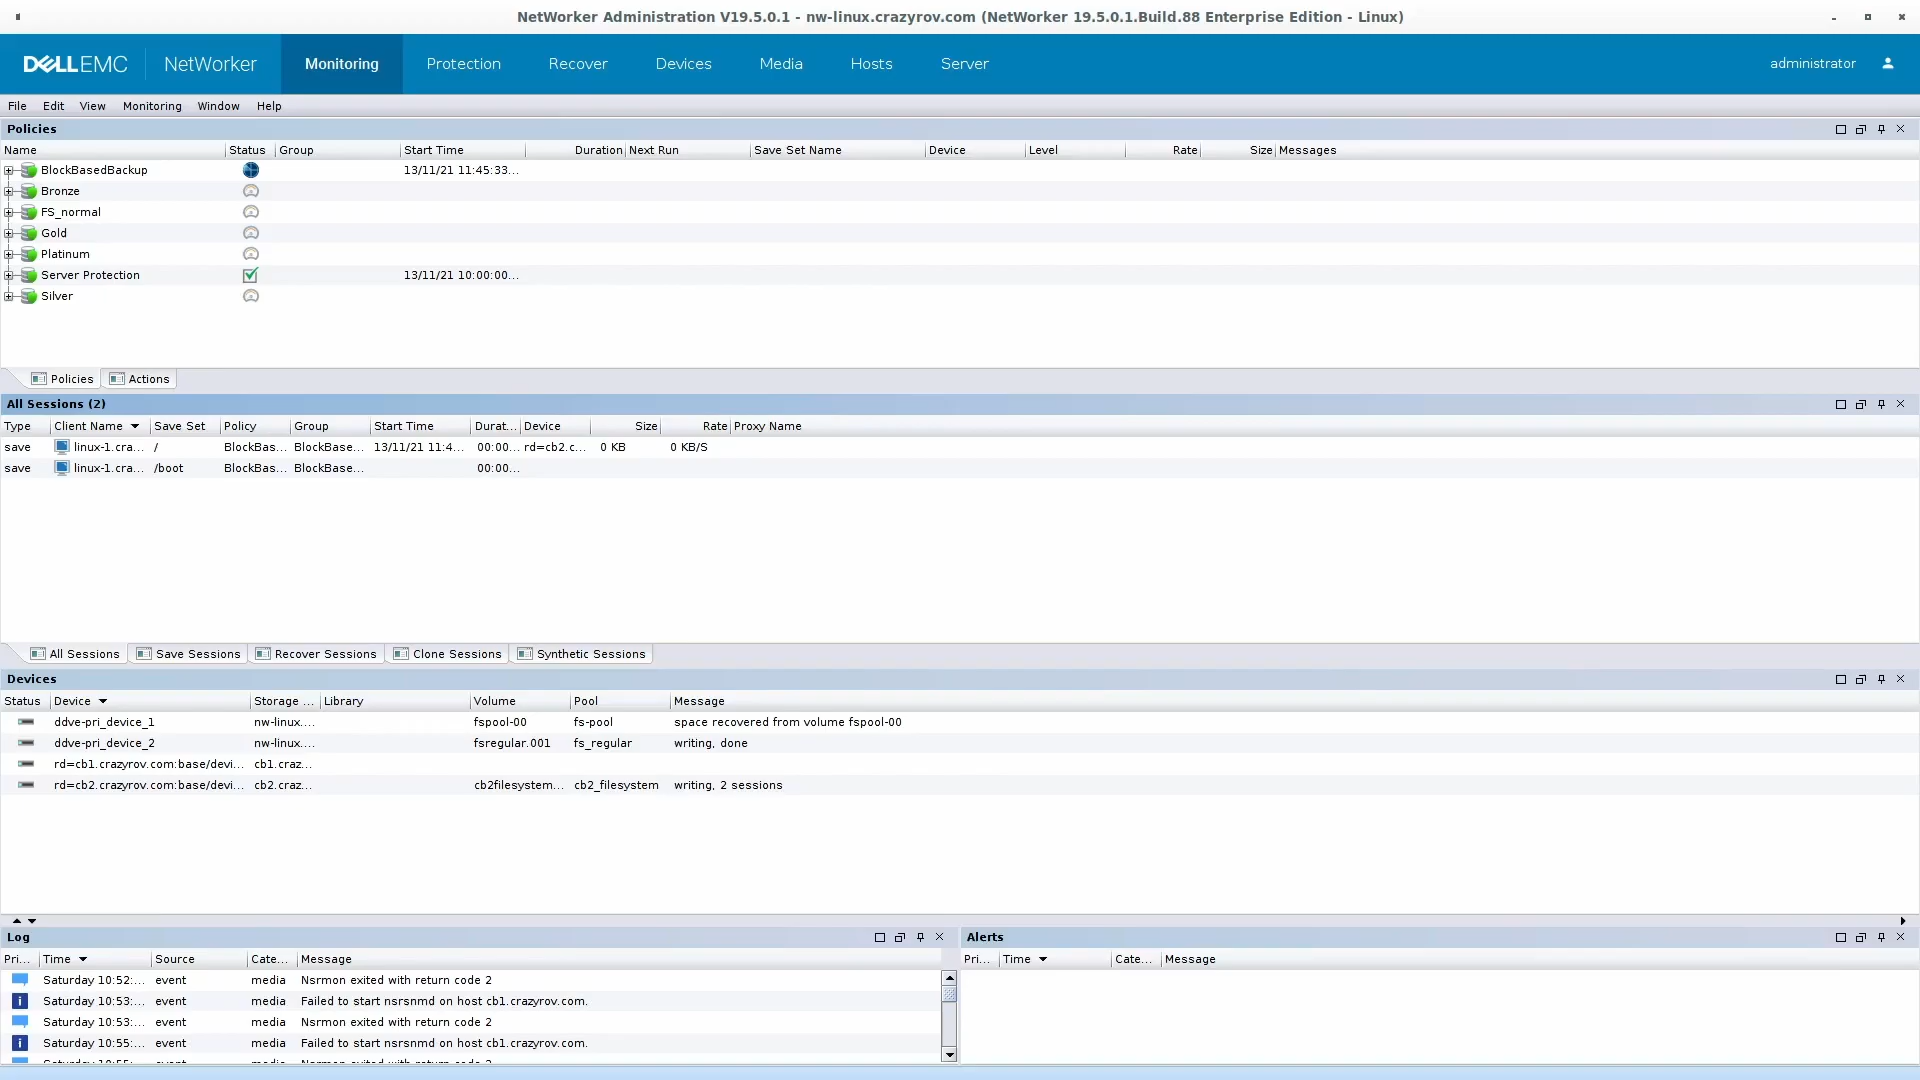 NetWorker Administration V19.5.0.1 - nw-linux.crazyrov.com (NetWorker 19.5.0.1.Build.88 Enterprise Edition - Linux)
DELLEMC NetWorker Monitoring Protection Recover Devices Media Hosts Server administrator
File Edit View Monitoring Window Help
Policies
Name Status Group Start Time Duration Next Run Save Set Name Device Level Rate Size Messages
BlockBasedBackup 13/11/21 11:45:33...
Bronze
FS_normal
Gold
Platinum
Server Protection 13/11/21 10:00:00...
Silver
Policies Actions
All Sessions (2)
Type Client Name Save Set Policy Group Start Time Durat... Device Size Rate Proxy Name
save linux-1.cra... / BlockBas... BlockBase... 13/11/21 11:4... 00:00... rd=cb2.c... 0 KB 0 KB/S
save linux-1.cra... /boot BlockBas... BlockBase... 00:00...
All Sessions Save Sessions Recover Sessions Clone Sessions Synthetic Sessions
Devices
Status Device Storage ... Library Volume Pool Message
ddve-pri_device_1 nw-linux.... fspool-00 fs-pool space recovered from volume fspool-00
ddve-pri_device_2 nw-linux.... fsregular.001 fs_regular writing, done
rd=cb1.crazyrov.com:base/devi... cb1.craz...
rd=cb2.crazyrov.com:base/devi... cb2.craz... cb2filesystem... cb2_filesystem writing, 2 sessions
Log
Pri... Time Source Cate... Message
Saturday 10:52:... event media Nsrmon exited with return code 2
Saturday 10:53:... event media Failed to start nsrsnmd on host cb1.crazyrov.com.
Saturday 10:53:... event media Nsrmon exited with return code 2
Saturday 10:55:... event media Failed to start nsrsnmd on host cb1.crazyrov.com.
Alerts
Pri... Time Cate... Message